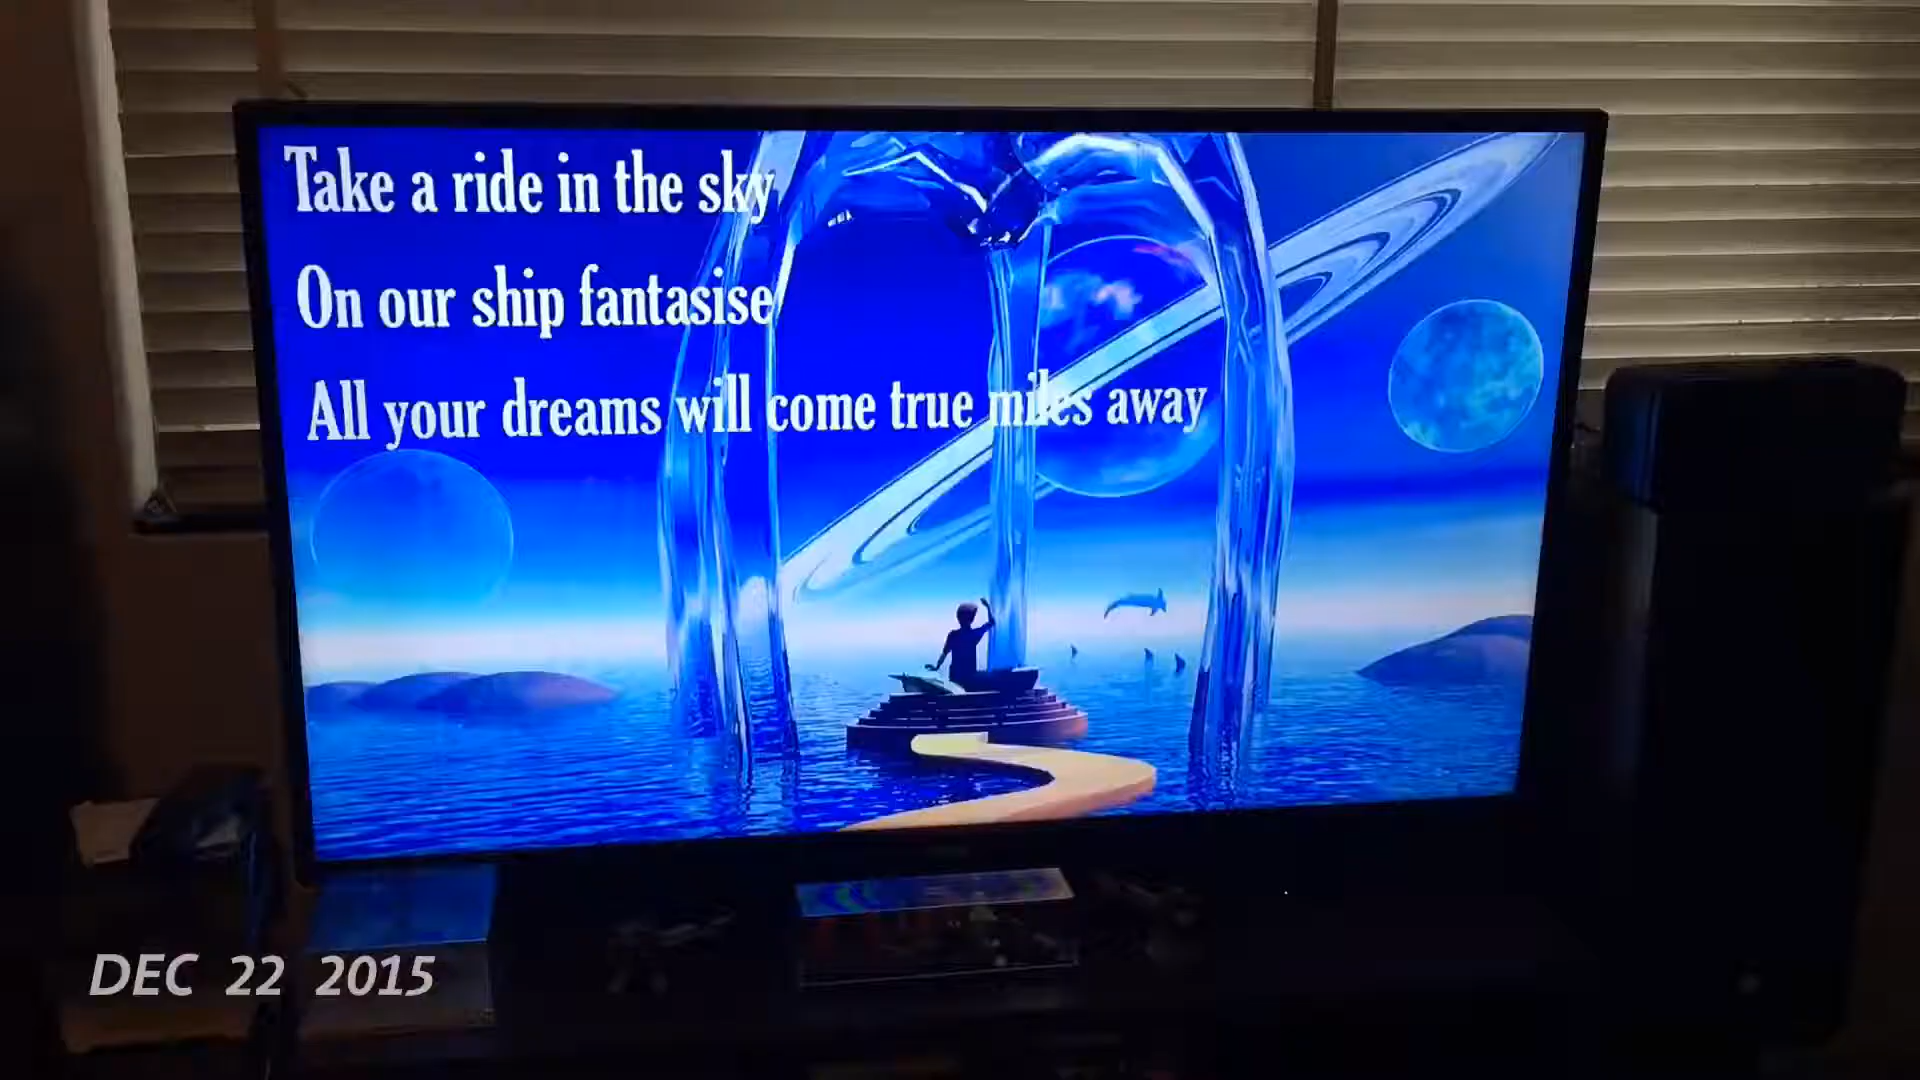 Take a ride in the sky
On our ship fantasise
All your dreams will come true miles away
DEC 22 2015